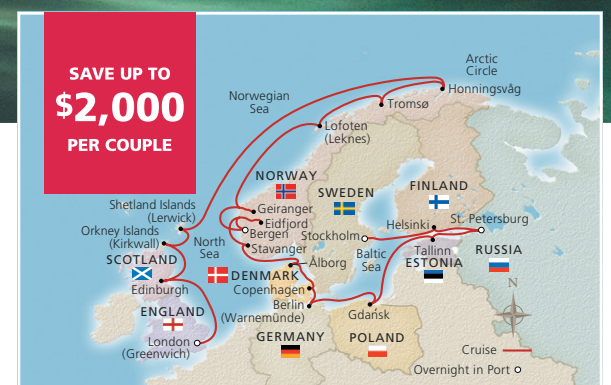 SAVE UP TO
$2,000
PER COUPLE
Arctic
Circle
Honningsvåg
Norwegian
Sea
Tromsø
Lofoten
(Leknes)
NORWAY
SWEDEN
FINLAND
Shetland Islands
(Lerwick)
Geiranger
Eidfjord
Bergen
Stavanger
Stockholm
Helsinki
St. Petersburg
Orkney Islands
(Kirkwall)
North
Sea
SCOTLAND
Edinburgh
Baltic
Sea
Tallinn
ESTONIA
RUSSIA
Ålborg
DENMARK
Copenhagen
Berlin
(Warnemünde)
Gdańsk
ENGLAND
London
(Greenwich)
GERMANY
POLAND
N
Cruise
Overnight in Port